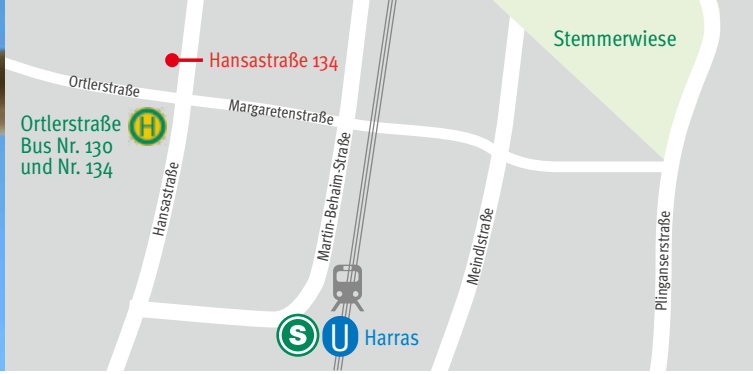 Stemmerwiese
Hansastraße 134
Ortlerstraße
Margaretenstraße
Ortlerstraße
Bus Nr. 130
und Nr. 134
H
Hansastraße
Martin-Behaim-Straße
Meindlstraße
Plinganserstraße
S
U
Harras